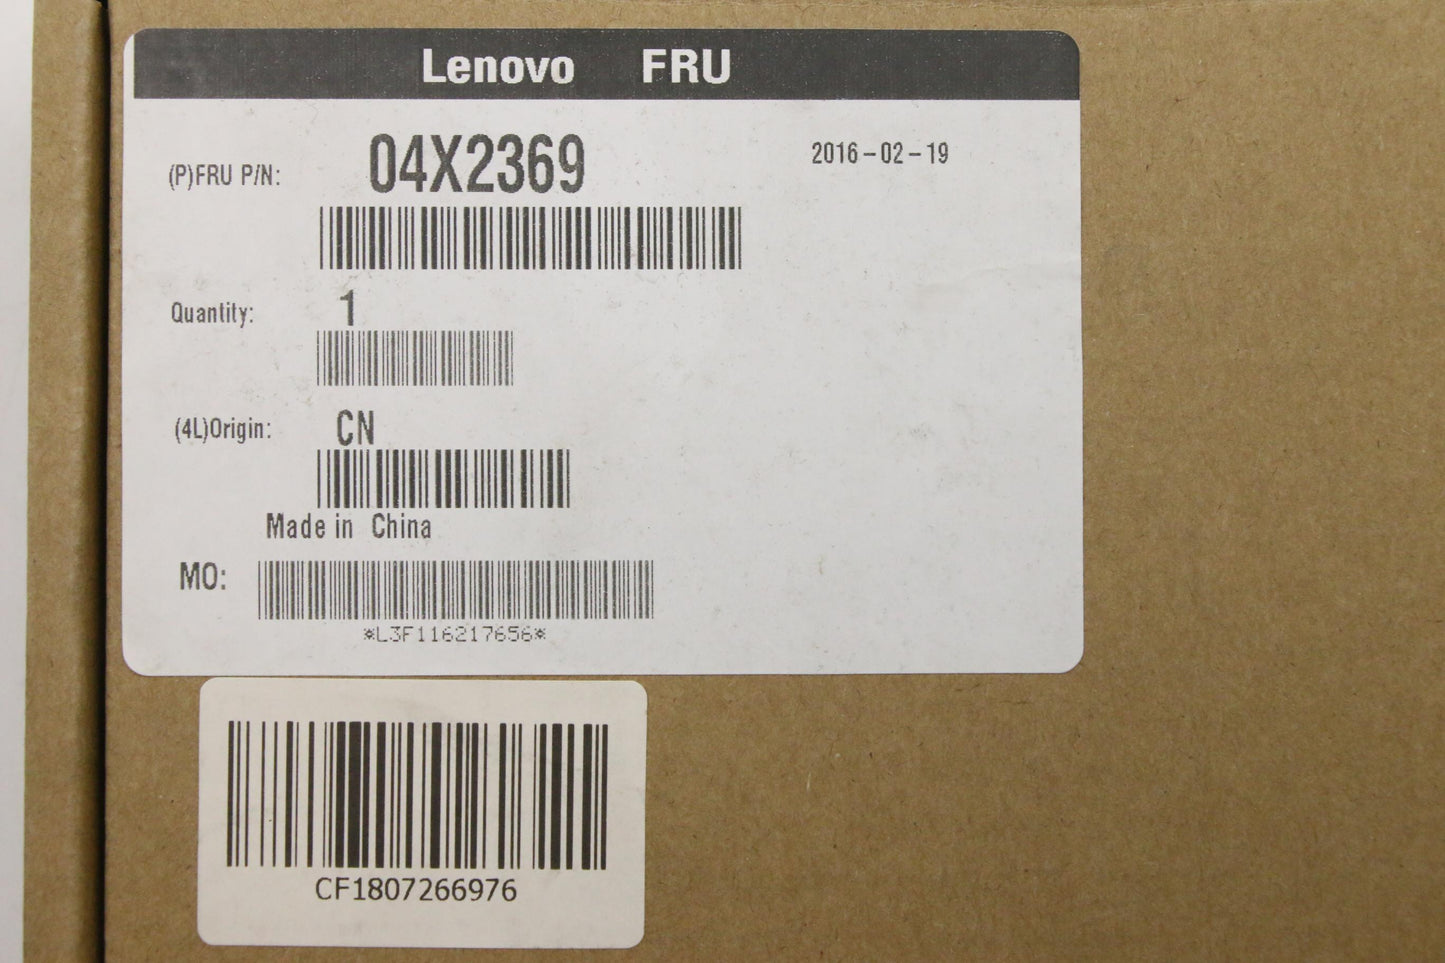 Lenovo FRU
(P)FRU P/N: 04X2369 2016-02-19
Quantity: 1
(4L)Origin: CN
Made in China
MO:
*L3F116217656*
CF1807266976